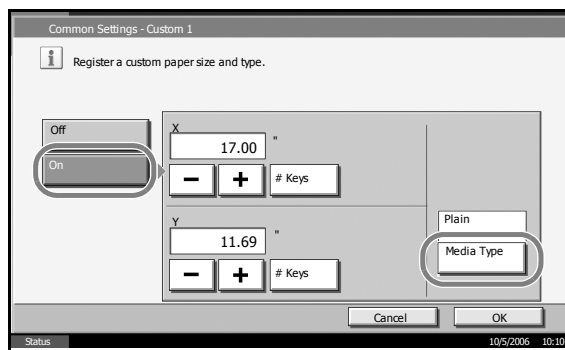 Common Settings - Custom 1
i Register a custom paper size and type.
Off
On
X
17.00 "
− + # Keys
Y
11.69 "
− + # Keys
Plain
Media Type
Cancel OK
Status 10/5/2006 10:10